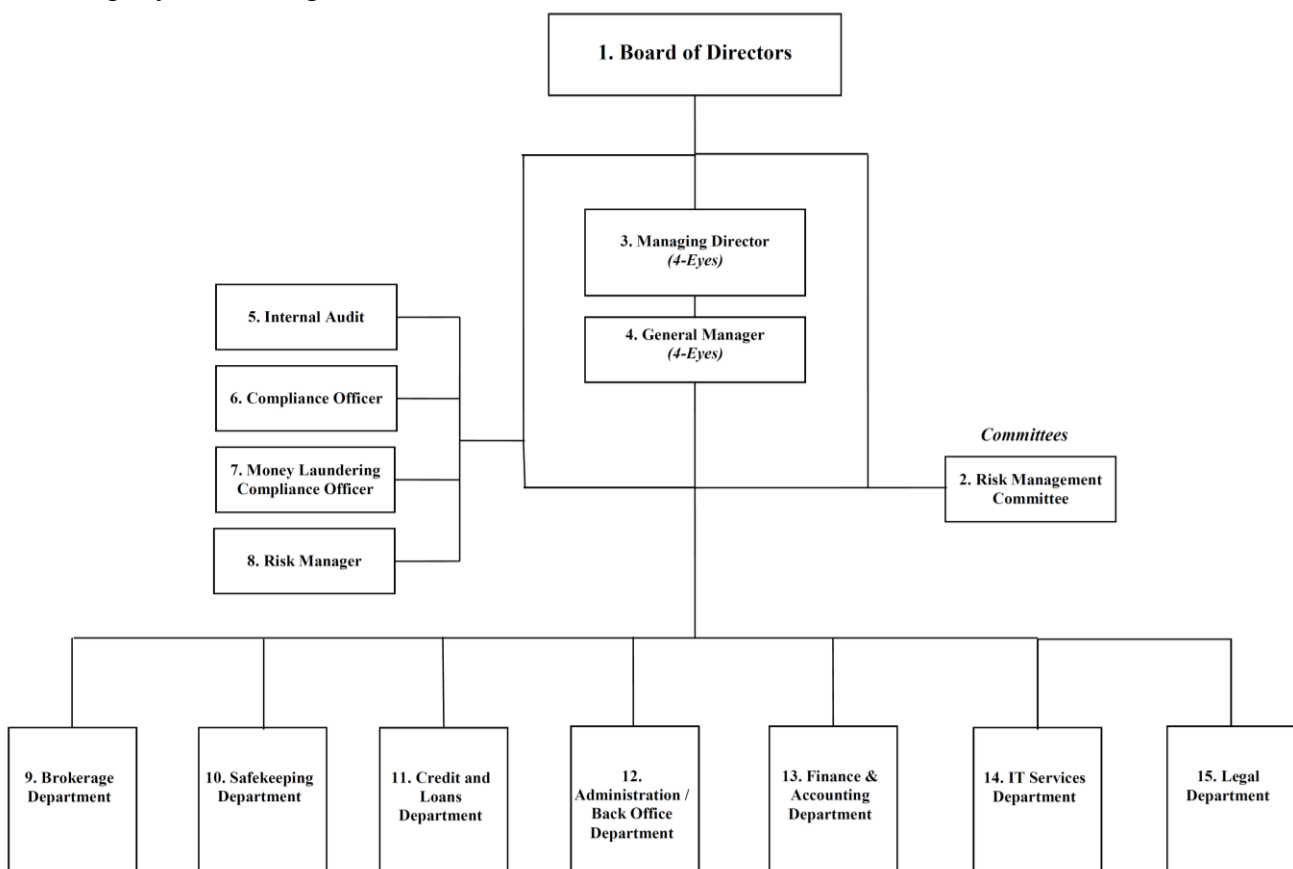 1. Board of Directors
3. Managing Director
(4-Eyes)
4. General Manager
(4-Eyes)
5. Internal Audit
6. Compliance Officer
7. Money Laundering
Compliance Officer
8. Risk Manager
Committees
2. Risk Management
Committee
9. Brokerage
Department
10. Safekeeping
Department
11. Credit and
Loans
Department
12.
Administration /
Back Office
Department
13. Finance &
Accounting
Department
14. IT Services
Department
15. Legal
Department